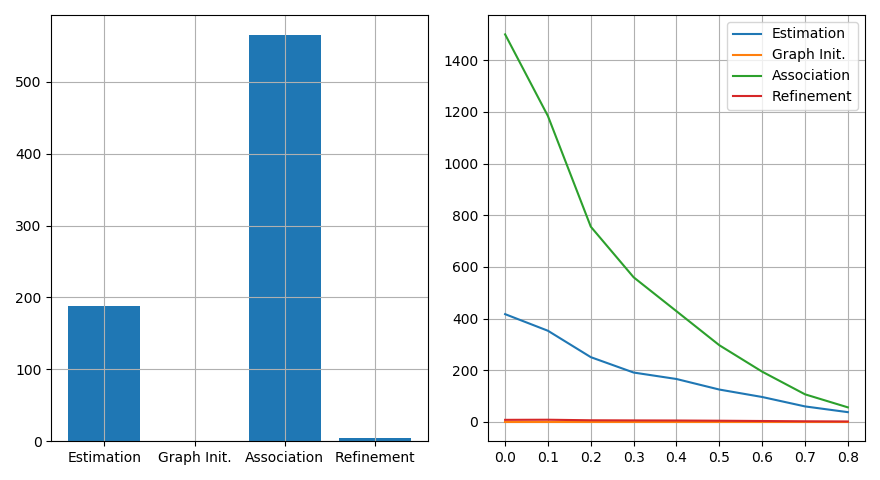 500
400
300
200
100
0
Estimation Graph Init. Association Refinement
1400
1200
1000
800
600
400
200
0
0.0 0.1 0.2 0.3 0.4 0.5 0.6 0.7 0.8
Estimation
Graph Init.
Association
Refinement